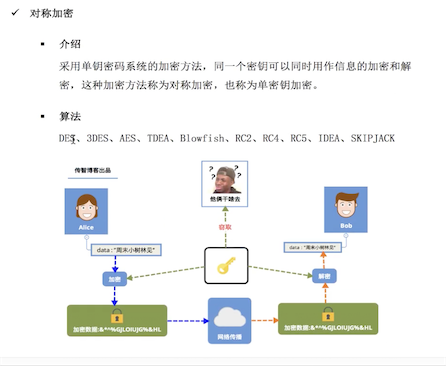 ✓ 对称加密
▪ 介绍
采用单钥密码系统的加密方法，同一个密钥可以同时用作信息的加密和解
密，这种加密方法称为对称加密，也称为单密钥加密。
▪ 算法
DES、3DES、AES、TDEA、Blowfish、RC2、RC4、RC5、IDEA、SKIPJACK
传智博客出品
? ? ? ?
他俩干啥去
Alice
Bob
窃取
data : "周末小树林见"
data : "周末小树林见"
加密
解密
加密数据:&*^%GJLOIUJG%&HL
网络传输
加密数据:&*^%GJLOIUJG%&HL